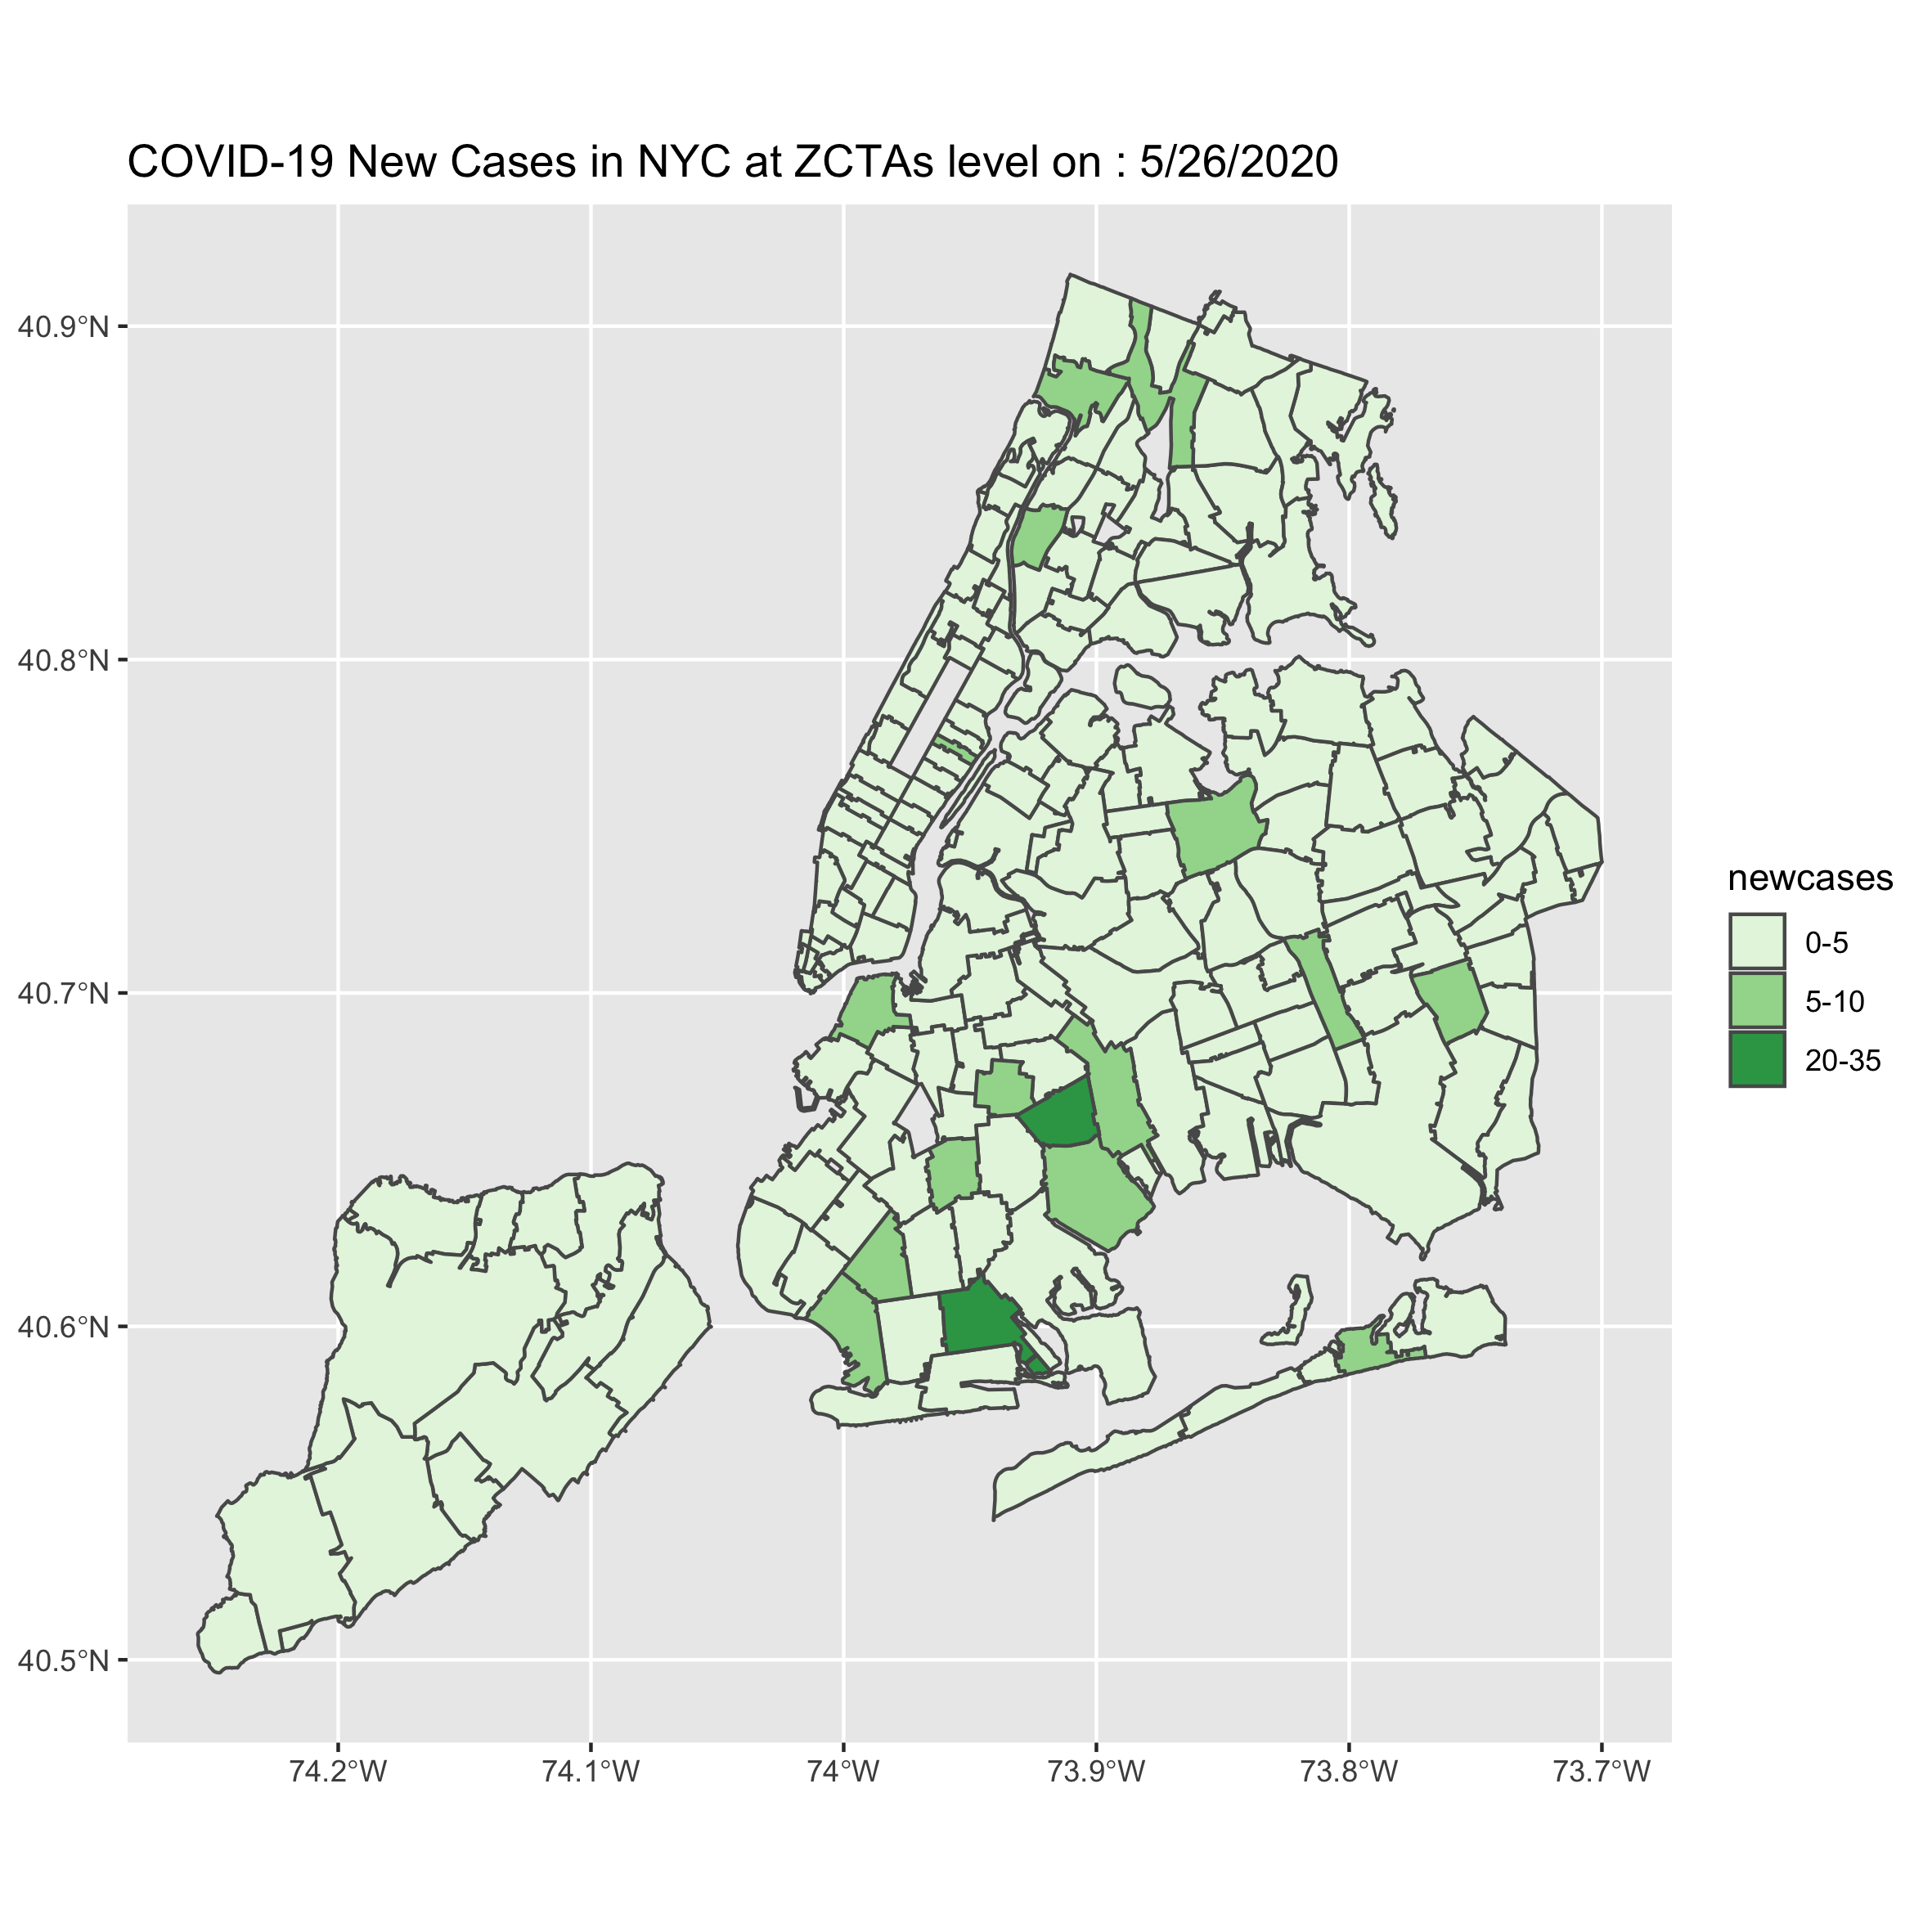 COVID-19 New Cases in NYC at ZCTAs level on : 5/26/2020
40.9°N
40.8°N
40.7°N
40.6°N
40.5°N
74.2°W
74.1°W
74°W
73.9°W
73.8°W
73.7°W
newcases
0-5
5-10
20-35